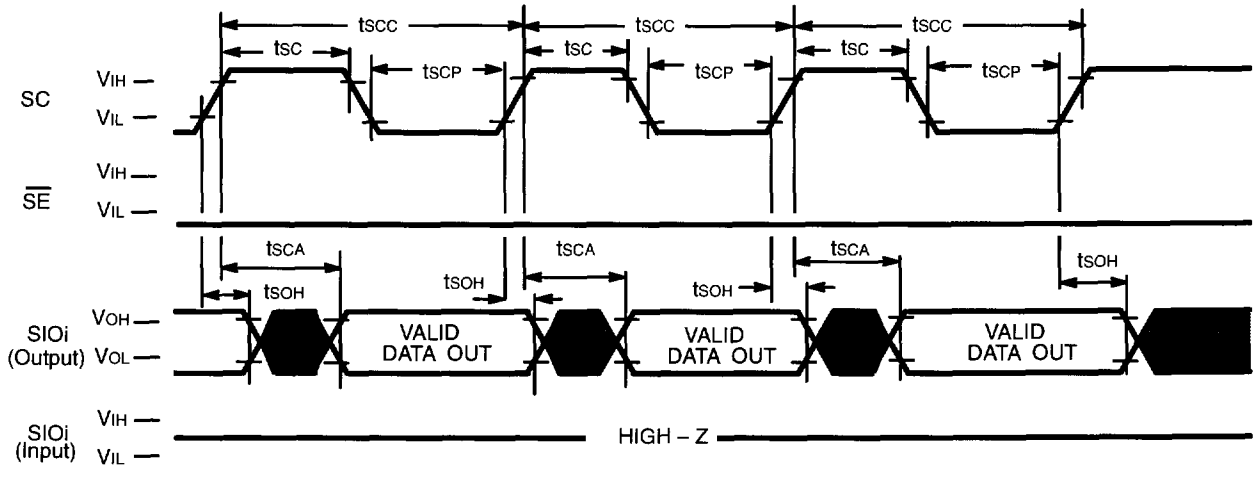 tSCC tSCC tSCC
tSC tSC tSC
tSCP tSCP tSCP
SC
VIH
VIL
SE
VIH
VIL
tSCA tSCA tSCA
tSOH tSOH tSOH tSOH
SIOi
(Output)
VOH
VOL
VALID
DATA OUT
VALID
DATA OUT
VALID
DATA OUT
SIOi
(Input)
VIH
VIL
HIGH – Z